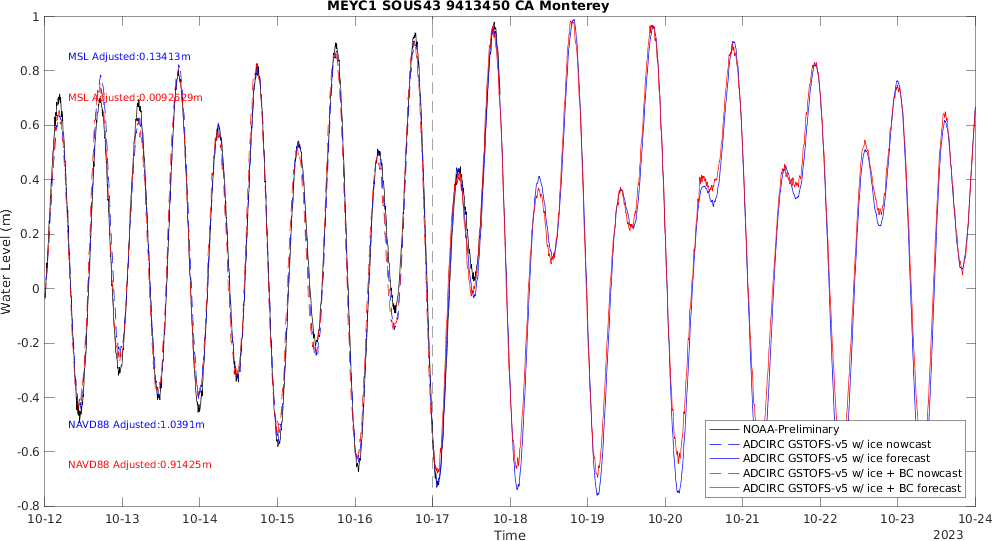 MEYC1 SOUS43 9413450 CA Monterey
MSL Adjusted:0.13413m
MSL Adjusted:0.0092629m
NAVD88 Adjusted:1.0391m
NAVD88 Adjusted:0.91425m
Water Level (m)
1
0.8
0.6
0.4
0.2
0
-0.2
-0.4
-0.6
-0.8
NOAA-Preliminary
ADCIRC GSTOFS-v5 w/ ice nowcast
ADCIRC GSTOFS-v5 w/ ice forecast
ADCIRC GSTOFS-v5 w/ ice + BC nowcast
ADCIRC GSTOFS-v5 w/ ice + BC forecast
10-12 10-13 10-14 10-15 10-16 10-17 10-18 10-19 10-20 10-21 10-22 10-23 10-24
Time
2023